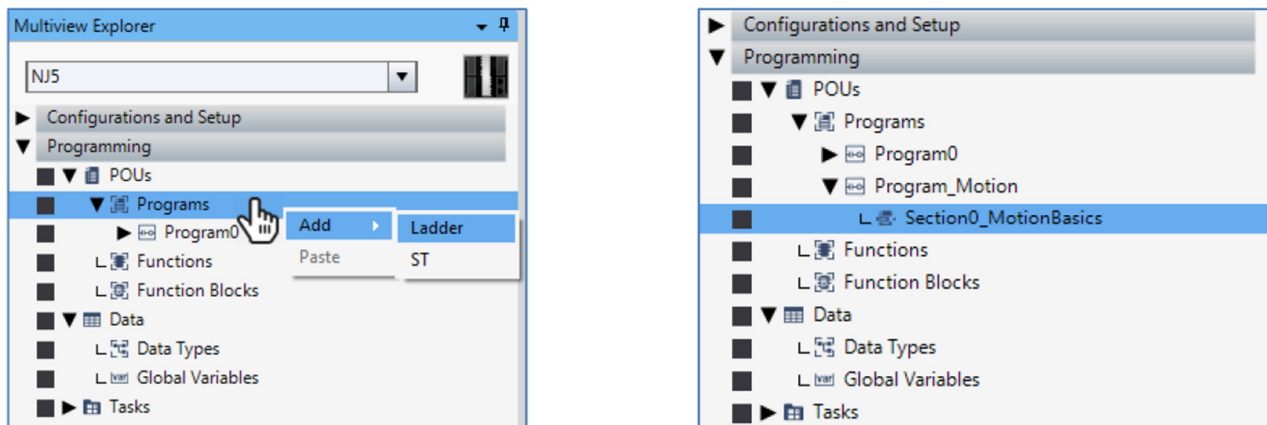 Multiview Explorer
NJ5
Configurations and Setup
Programming
POUs
Programs
Program0
Add
Ladder
Paste
ST
Functions
Function Blocks
Data
Data Types
var Global Variables
Tasks
Configurations and Setup
Programming
POUs
Programs
Program0
Program_Motion
Section0_MotionBasics
Functions
Function Blocks
Data
Data Types
var Global Variables
Tasks